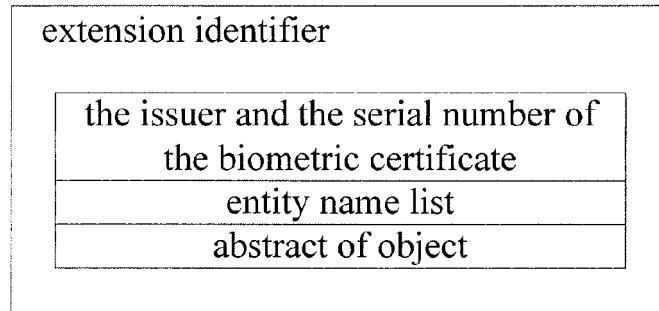 extension identifier
the issuer and the serial number of
the biometric certificate
entity name list
abstract of object